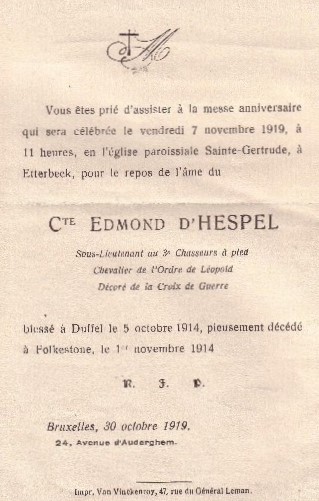 Vous êtes prié d'assister à la messe anniversaire
qui sera célébrée le vendredi 7 novembre 1919, à
11 heures, en l'église paroissiale Sainte-Gertrude, à
Etterbeek, pour le repos de l'âme du
CTE EDMOND D'HESPEL
Sous-Lieutenant au 3e Chasseurs à pied
Chevalier de l'Ordre de Léopold
Décoré de la Croix de Guerre
blessé à Duffel le 5 octobre 1914, pieusement décédé
à Folkestone, le 1er novembre 1914
R. I. P.
Bruxelles, 30 octobre 1919.
24, Avenue d'Auderghem.
Impr. Van Vinckenroy, 47, rue du Général Leman.